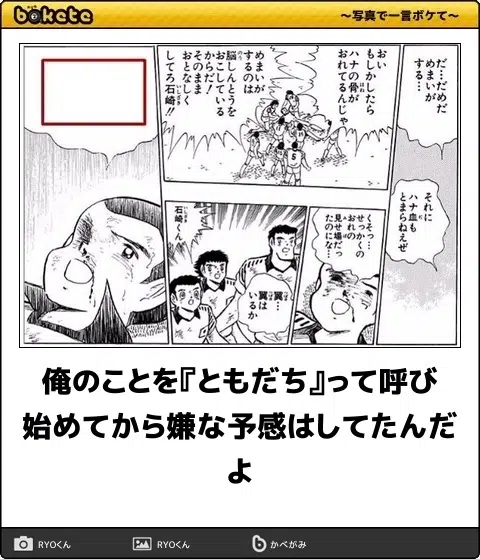 bokete
〜写真で一言ボケて〜
だ…だめだ
めまいが
する…
それに
ハナ血も
とまらねえぜ
おい
もしかしたら
ハナの骨が
おれてるんじゃ
5
めまいが
するのは
脳しんとうを
おこしている
からだ！
そのまま
おとなしく
してろ石崎!!
くそっ…
せっかくの
おれの
見せ場だっ
たのにな…
翼…
翼は
いるか
石崎くん
俺のことを『ともだち』って呼び
始めてから嫌な予感はしてたんだ
よ
RYOくん
RYOくん
b かべがみ